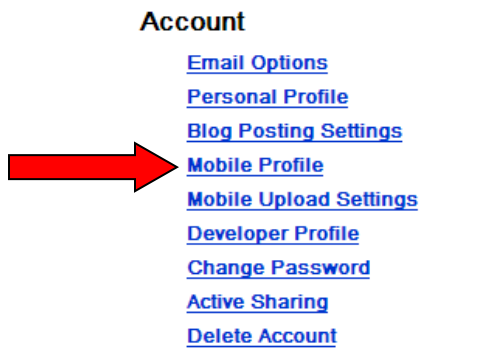 Account
Email Options
Personal Profile
Blog Posting Settings
Mobile Profile
Mobile Upload Settings
Developer Profile
Change Password
Active Sharing
Delete Account